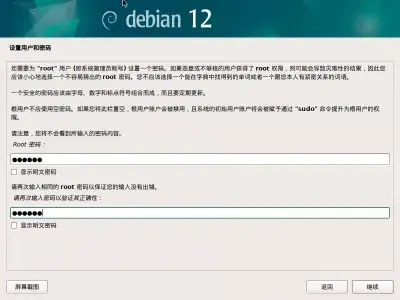 debian 12
设置用户和密码
您需要为 "root" 用户 (即系统管理员帐号) 设置一个密码。如果恶意或不够格的用户获得了 root 权限，则可能会导致灾难性的结果，因此您
应该小心地选择一个不容易猜出的 root 密码。您不应该选择一个能在字典中找得到的单词或者一个跟您本人有紧密关系的词语。
一个安全的密码应该由字母、数字和标点符号组合而成，而且要定期更新。
根用户不应使用空密码。如果您将此栏置空，根用户账户会被禁用，且系统的初始用户账户将会被赋予通过 "sudo" 命令提升为根用户的权
限。
请注意，您将不会看到所输入的密码内容。
Root 密码：
●●●●●●
显示明文密码
请再次输入相同的 root 密码以保证您的输入没有出错。
请再次输入密码以验证其正确性：
●●●●●●
显示明文密码
屏幕截图
返回
继续